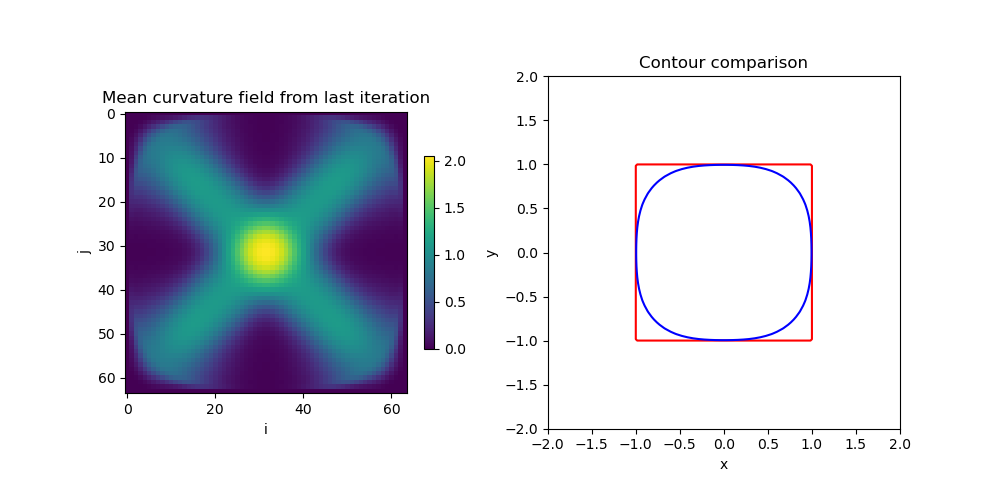 Mean curvature field from last iteration
0
10
20
30
40
50
60
j
0 20 40 60
i
2.0
1.5
1.0
0.5
0.0
Contour comparison
2.0
1.5
1.0
0.5
0.0
−0.5
−1.0
−1.5
−2.0
y
−2.0 −1.5 −1.0 −0.5 0.0 0.5 1.0 1.5 2.0
x